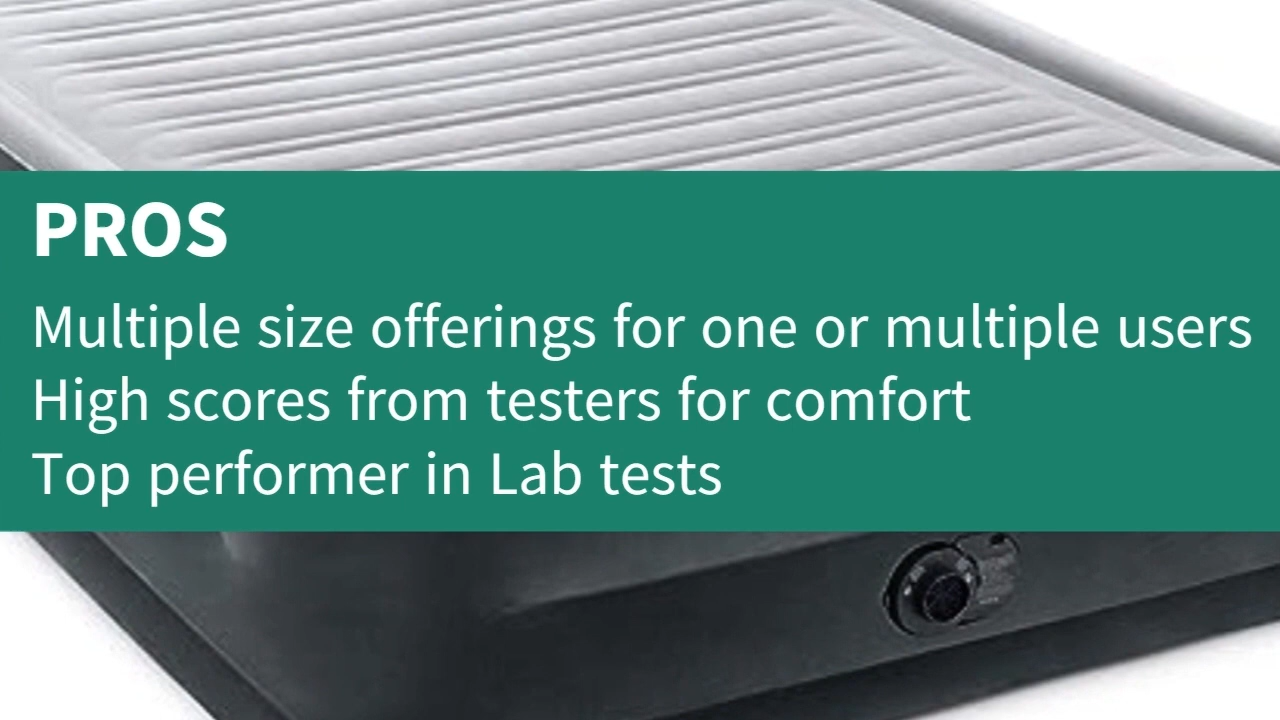 PROS
Multiple size offerings for one or multiple users
High scores from testers for comfort
Top performer in Lab tests